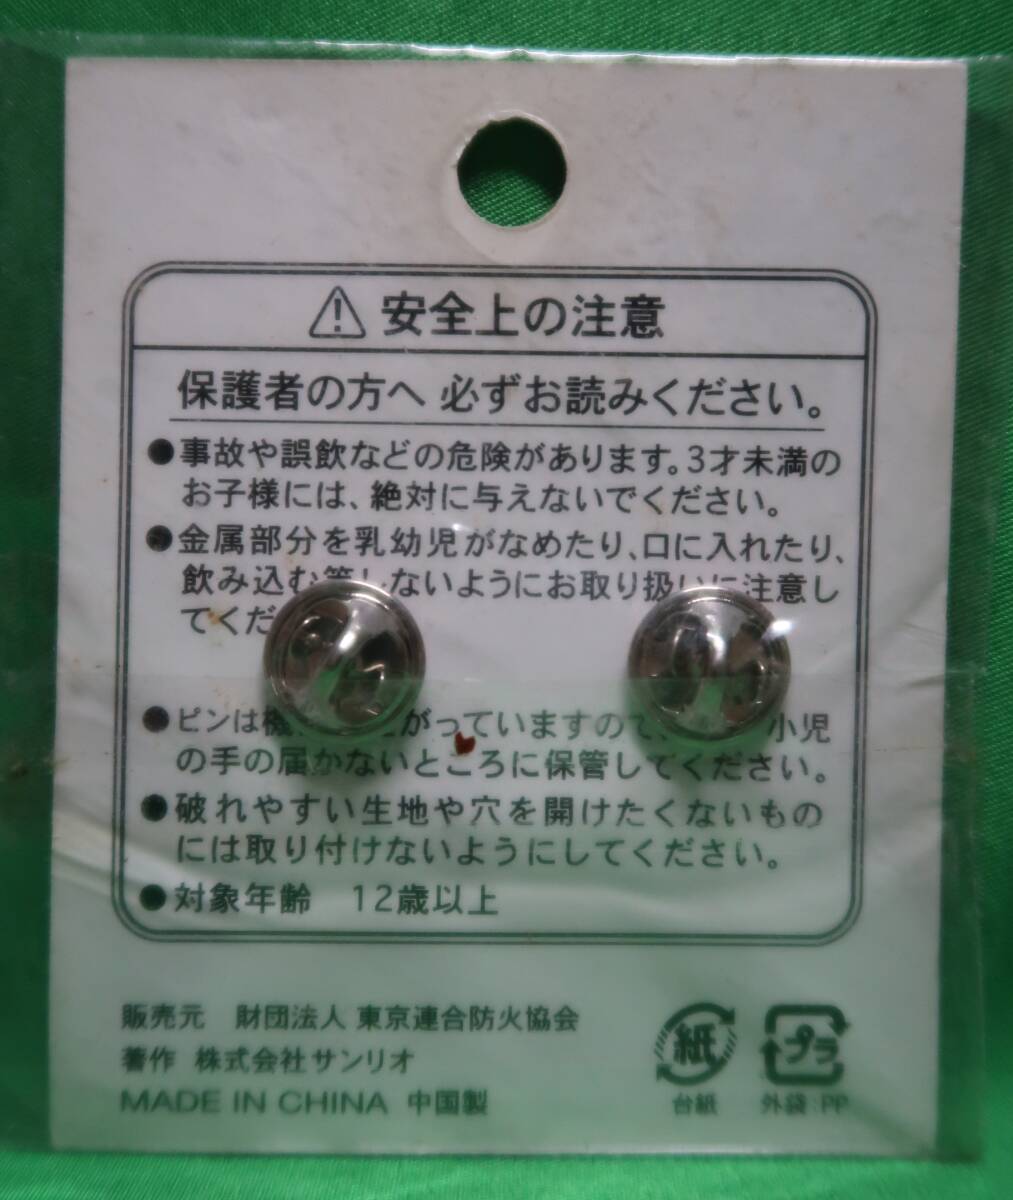 安全上の注意
保護者の方へ 必ずお読みください。
●事故や誤飲などの危険があります。3才未満の
お子様には、絶対に与えないでください。
●金属部分を乳幼児がなめたり、口に入れたり、
飲み込む等しないようにお取り扱いに注意し
てくだ
●ピンは機 がっていますので、 小児
の手の届かないところに保管してください。
●破れやすい生地や穴を開けたくないもの
には取り付けないようにしてください。
●対象年齢 12歳以上
販売元 財団法人 東京連合防火協会
著作 株式会社サンリオ
MADE IN CHINA 中国製
紙
台紙
プラ
外袋:PP